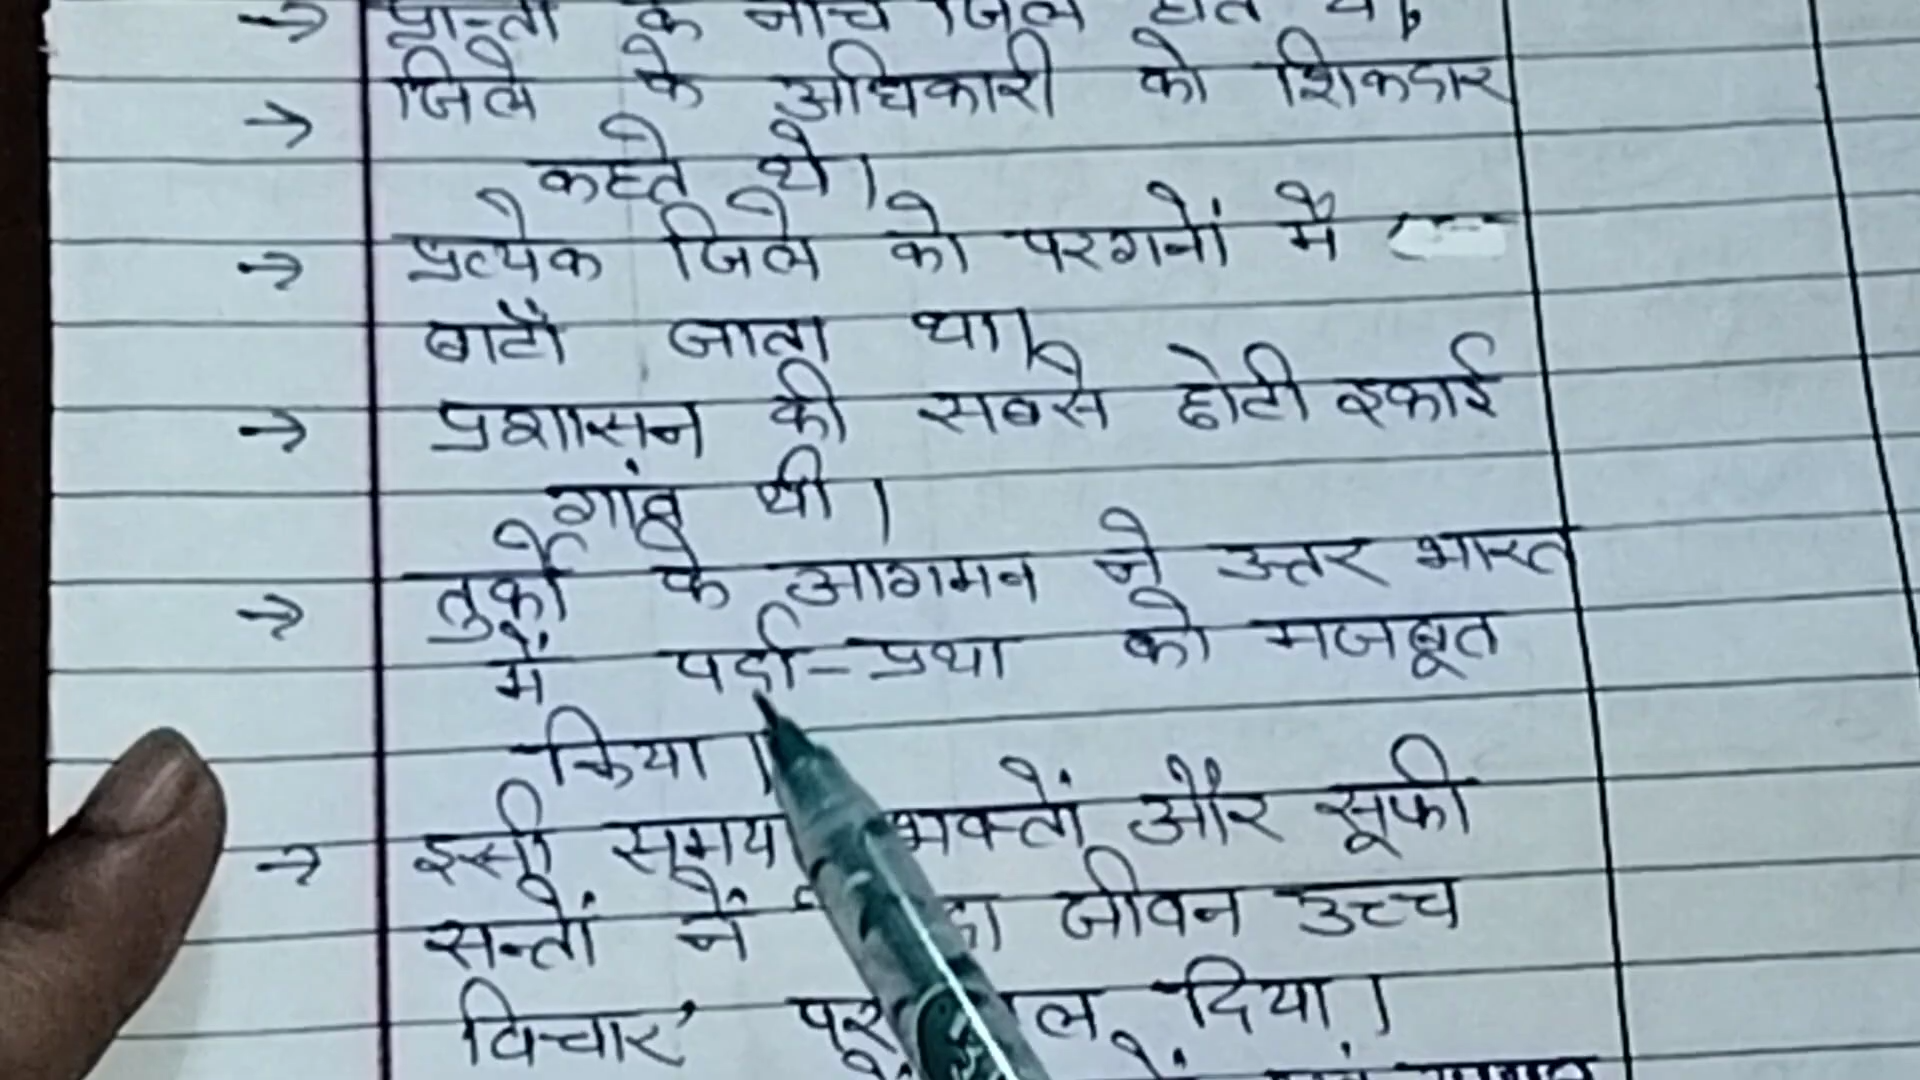 → प्रान्तों के नीचे जिले होते थे।
→ जिले के अधिकारी को शिकदार
कहते थे।
→ प्रत्येक जिले को परगनों में
बाटाँ जाता था।
→ प्रशासन की सबसे छोटी इकाई
गांव थी।
→ तुर्कों के आगमन ने उत्तर भारत
में पर्दा-प्रथा को मजबूत
किया।
→ इसी समय भक्तों और सूफी
सन्तों ने जीवन उच्च
विचार' पर दिया।